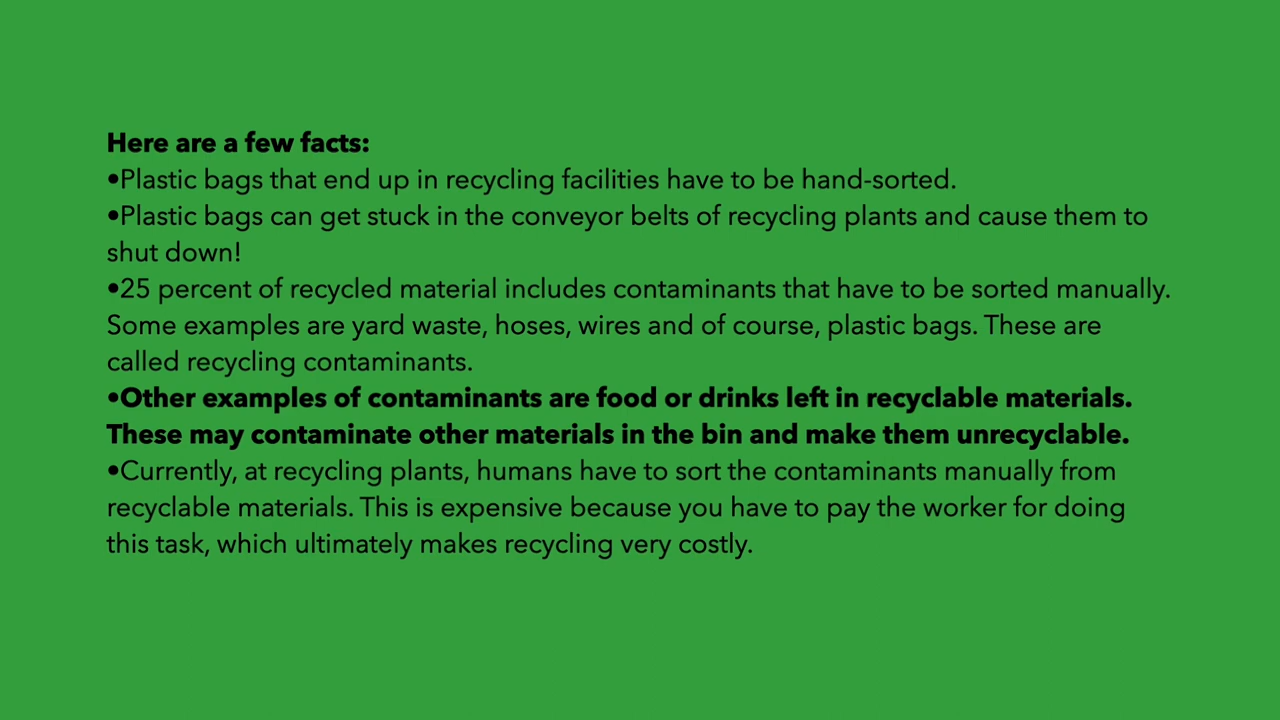 Here are a few facts:
•Plastic bags that end up in recycling facilities have to be hand-sorted.
•Plastic bags can get stuck in the conveyor belts of recycling plants and cause them to
shut down!
•25 percent of recycled material includes contaminants that have to be sorted manually.
Some examples are yard waste, hoses, wires and of course, plastic bags. These are
called recycling contaminants.
•Other examples of contaminants are food or drinks left in recyclable materials.
These may contaminate other materials in the bin and make them unrecyclable.
•Currently, at recycling plants, humans have to sort the contaminants manually from
recyclable materials. This is expensive because you have to pay the worker for doing
this task, which ultimately makes recycling very costly.